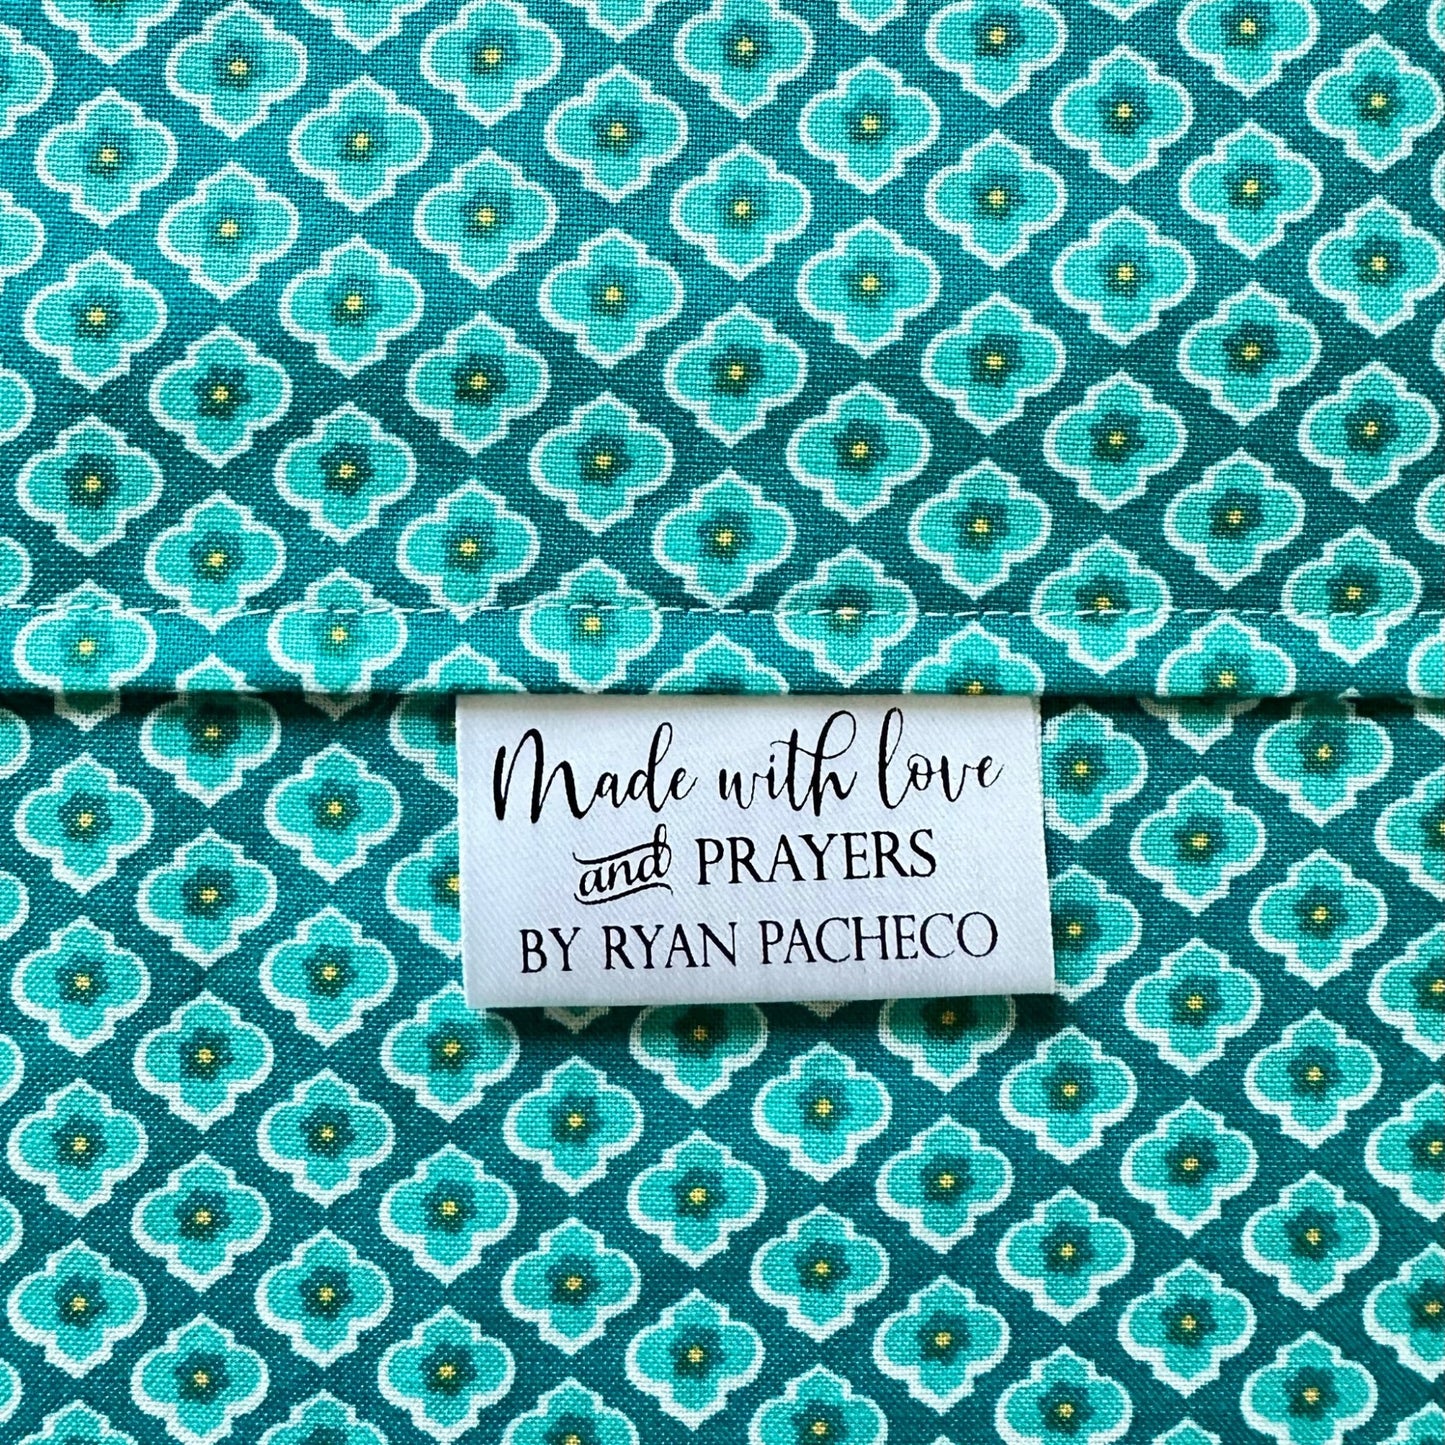 Made with love
and PRAYERS
BY RYAN PACHECO